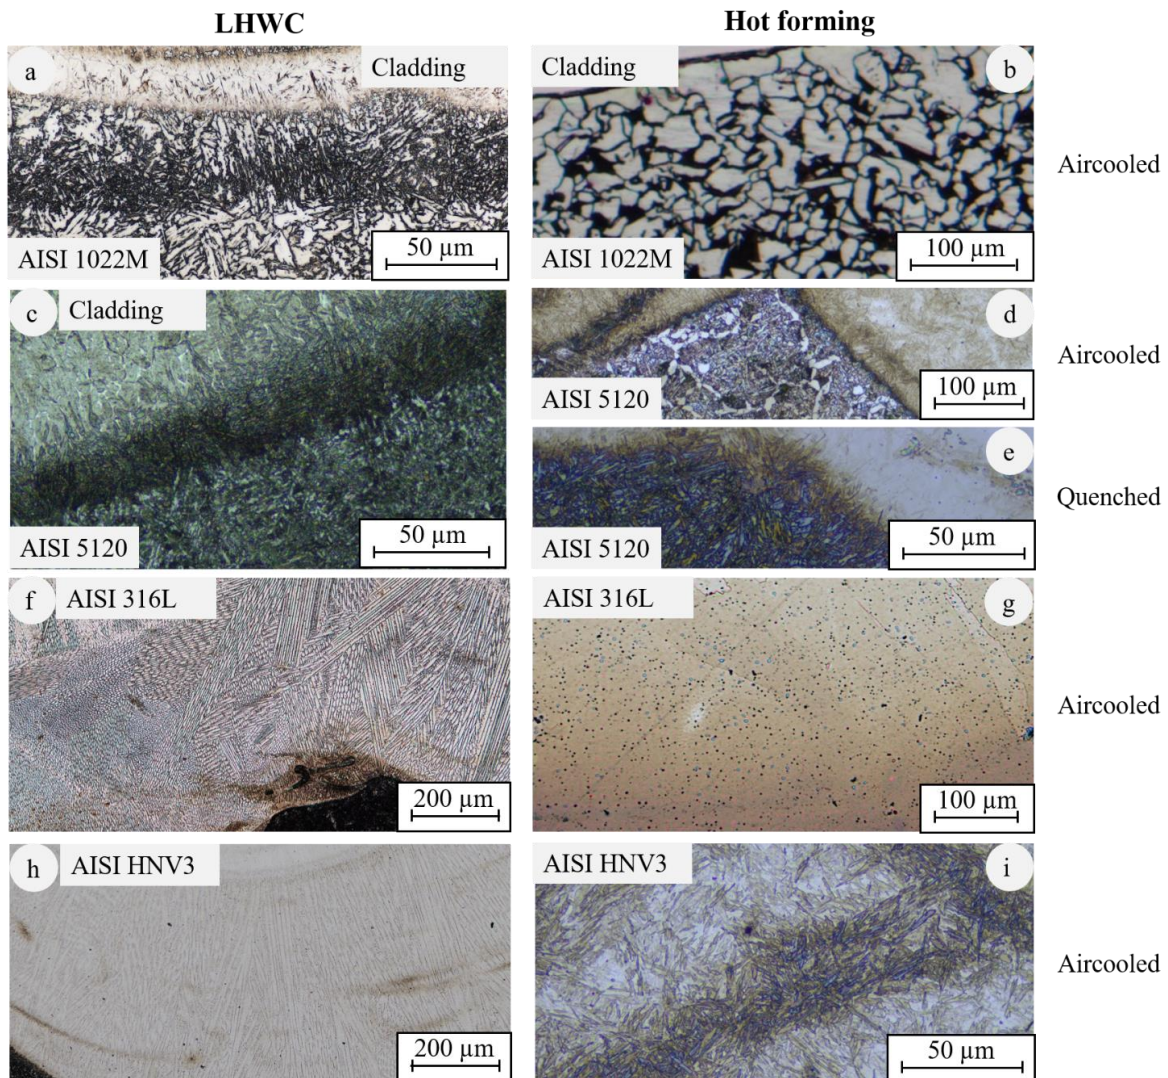 LHWC
Hot forming
a
Cladding
AISI 1022M
50 µm
Cladding
b
AISI 1022M
100 µm
Aircooled
c
Cladding
AISI 5120
50 µm
d
AISI 5120
100 µm
Aircooled
e
AISI 5120
50 µm
Quenched
f
AISI 316L
200 µm
AISI 316L
g
100 µm
Aircooled
h
AISI HNV3
200 µm
AISI HNV3
i
50 µm
Aircooled